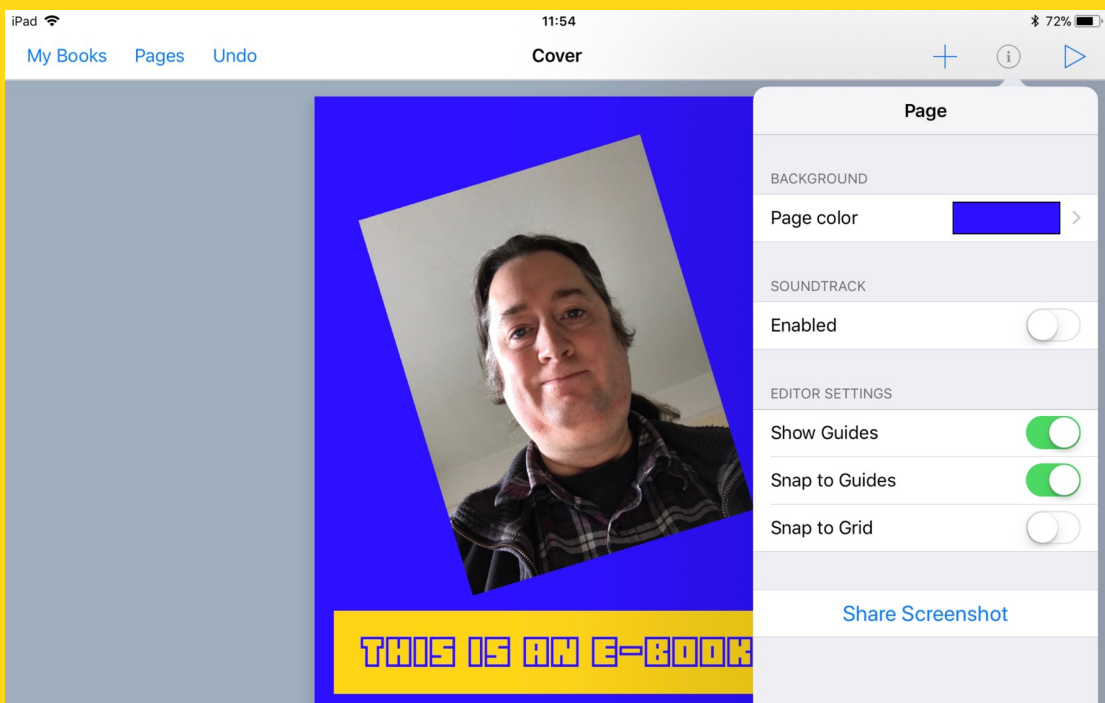 iPad 11:54 72%
My Books Pages Undo Cover
Page
BACKGROUND
Page color
SOUNDTRACK
Enabled
EDITOR SETTINGS
Show Guides
Snap to Guides
Snap to Grid
Share Screenshot
THIS IS AN E-BOOK